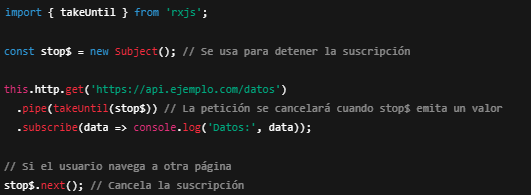 import { takeUntil } from 'rxjs';
const stop$ = new Subject(); // Se usa para detener la suscripción
this.http.get('https://api.ejemplo.com/datos')
.pipe(takeUntil(stop$)) // La petición se cancelará cuando stop$ emita un valor
.subscribe(data => console.log('Datos:', data));
// Si el usuario navega a otra página
stop$.next(); // Cancela la suscripción